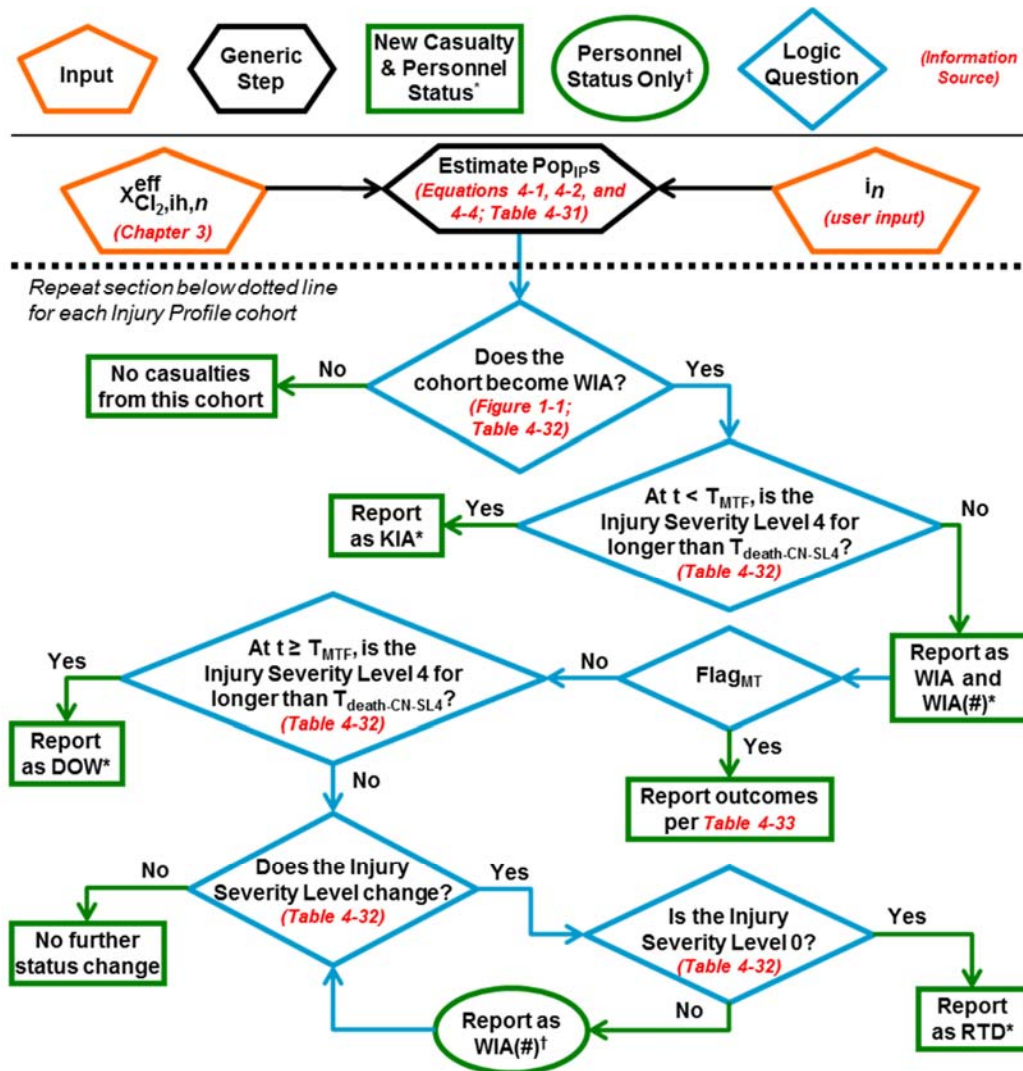 Input
Generic
Step
New Casualty
& Personnel
Status*
Personnel
Status Only†
Logic
Question
(Information
Source)
X^eff_Cl2,ih,n
(Chapter 3)
Estimate Pop_IPs
(Equations 4-1, 4-2, and
4-4; Table 4-31)
i_n
(user input)
Repeat section below dotted line
for each Injury Profile cohort
Does the
cohort become WIA?
(Figure 1-1;
Table 4-32)
No
Yes
No casualties
from this cohort
At t < T_MTF, is the
Injury Severity Level 4 for
longer than T_death-CN-SL4?
(Table 4-32)
Yes
No
Report
as KIA*
Report as
WIA and
WIA(#)*
Flag_MT
No
Yes
Report outcomes
per Table 4-33
At t ≥ T_MTF, is the
Injury Severity Level 4 for
longer than T_death-CN-SL4?
(Table 4-32)
Yes
No
Report
as DOW*
Does the Injury
Severity Level change?
(Table 4-32)
No
Yes
No further
status change
Is the Injury
Severity Level 0?
(Table 4-32)
Yes
No
Report as
WIA(#)†
Report
as RTD*